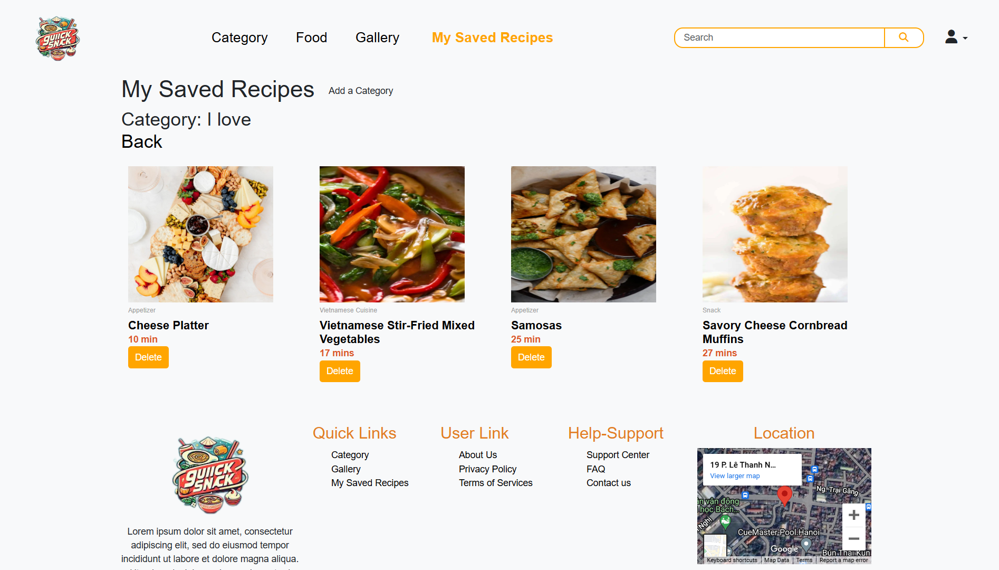 QUIICK
SNACK
Category
Food
Gallery
My Saved Recipes
Search
My Saved Recipes
Add a Category
Category: I love
Back
Appetizer
Cheese Platter
10 min
Delete
Vietnamese Cuisine
Vietnamese Stir-Fried Mixed
Vegetables
17 mins
Delete
Appetizer
Samosas
25 min
Delete
Snack
Savory Cheese Cornbread
Muffins
27 mins
Delete
QUIICK
SNACK
Lorem ipsum dolor sit amet, consectetur
adipiscing elit, sed do eiusmod tempor
incididunt ut labore et dolore magna aliqua.
Quick Links
Category
Gallery
My Saved Recipes
User Link
About Us
Privacy Policy
Terms of Services
Help-Support
Support Center
FAQ
Contact us
Location
19 P. Lê Thanh N...
View larger map
Ng. Trại Găng
ân vận động
học Bách...
Nghị
CueMaster-Pool.Hanoi
Google
Bún Thái Kun
Keyboard shortcuts
Map Data
Terms
Report a map error